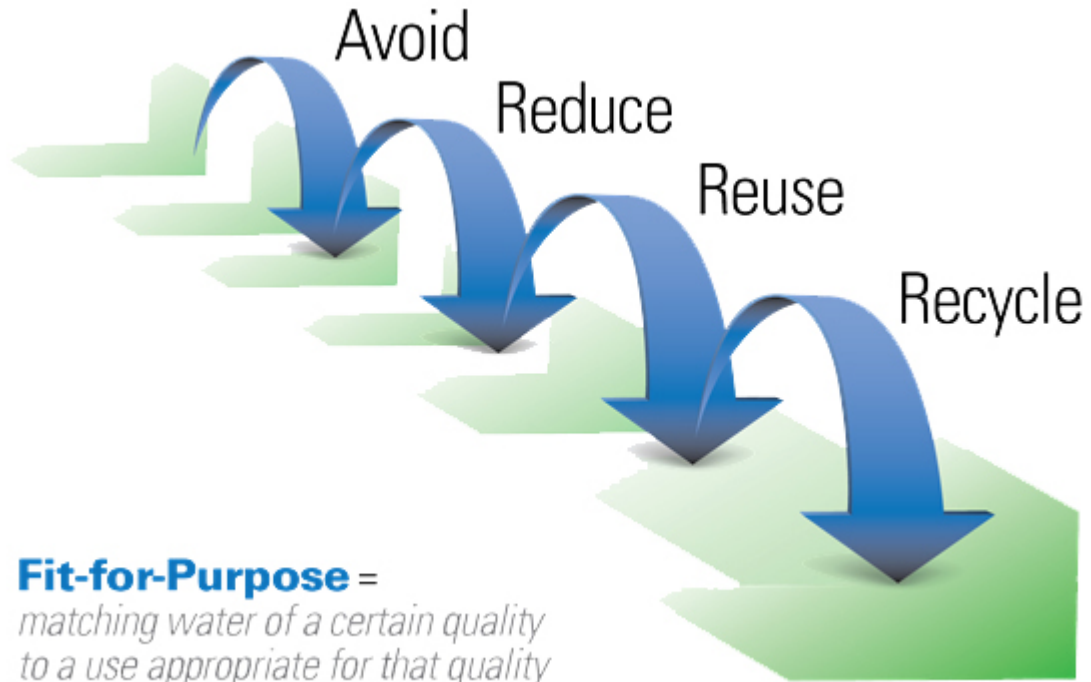 Avoid
Reduce
Reuse
Recycle
Fit-for-Purpose =
matching water of a certain quality
to a use appropriate for that quality